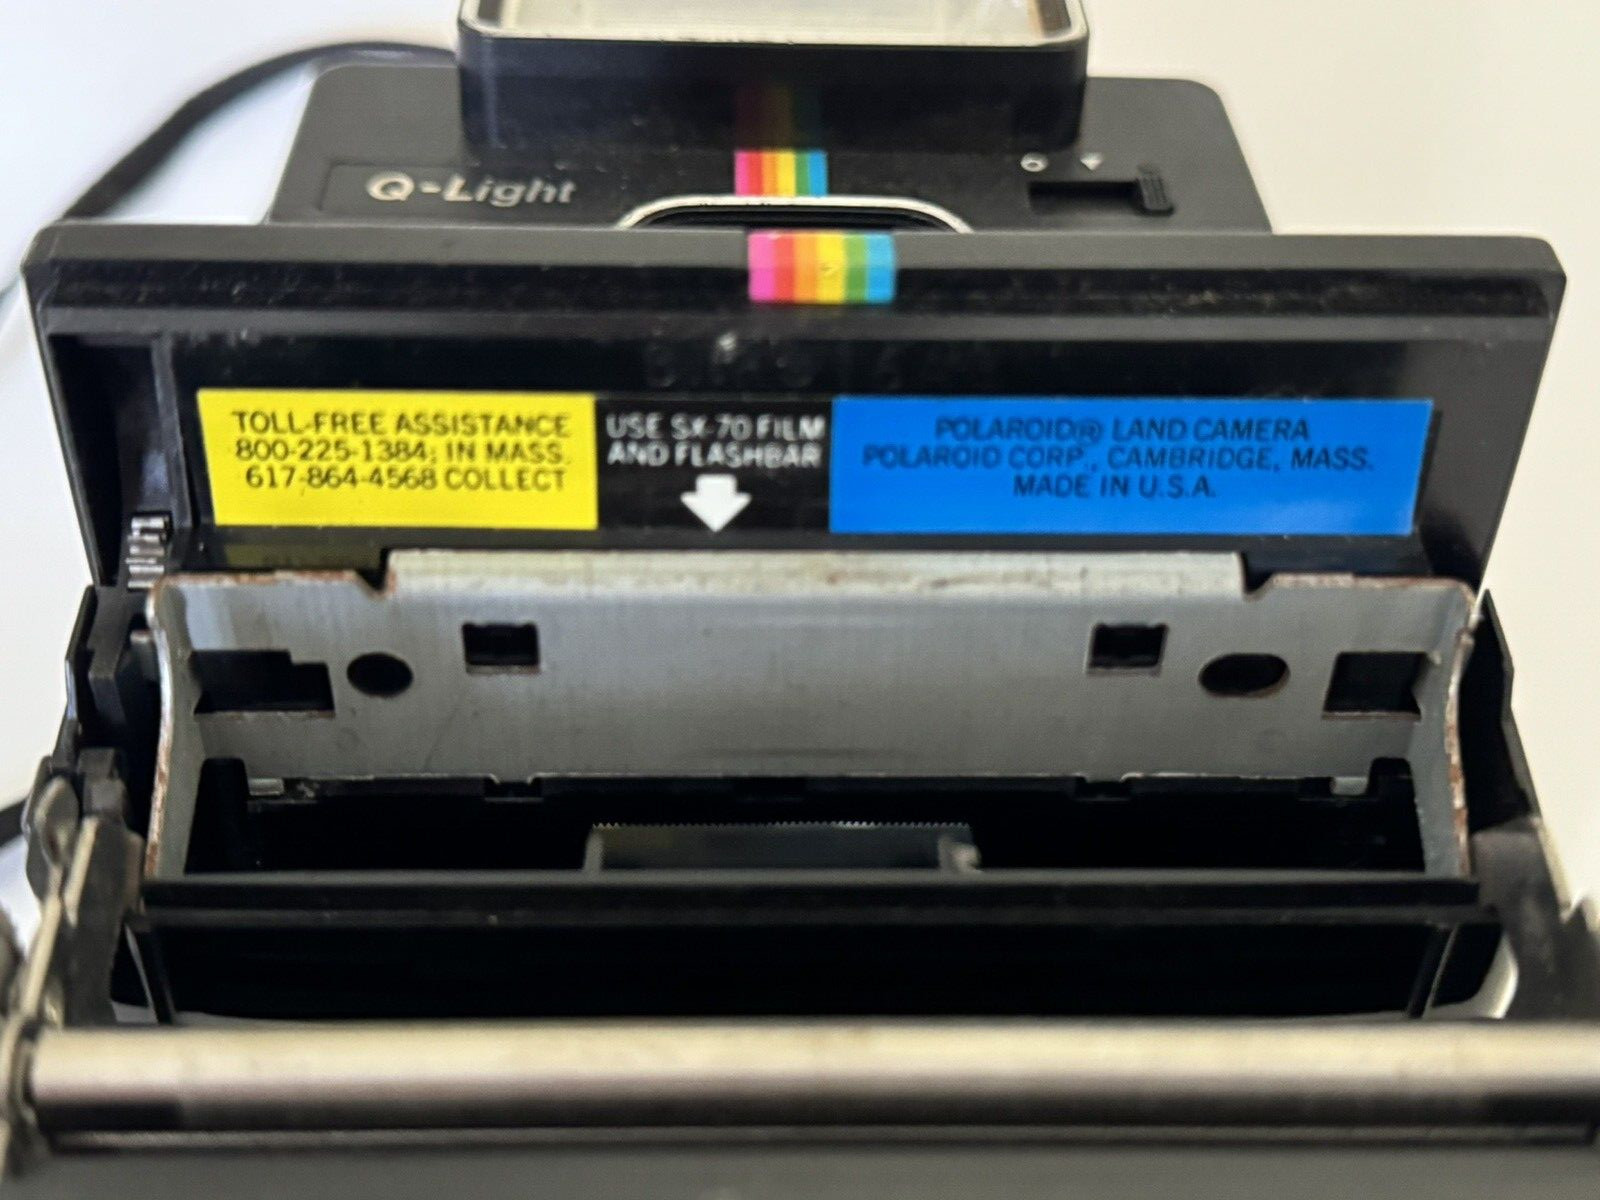 Q-Light
TOLL-FREE ASSISTANCE
800-225-1384; IN MASS.
617-864-4568 COLLECT
USE SX-70 FILM
AND FLASHBAR
POLAROID® LAND CAMERA
POLAROID CORP., CAMBRIDGE, MASS.
MADE IN U.S.A.